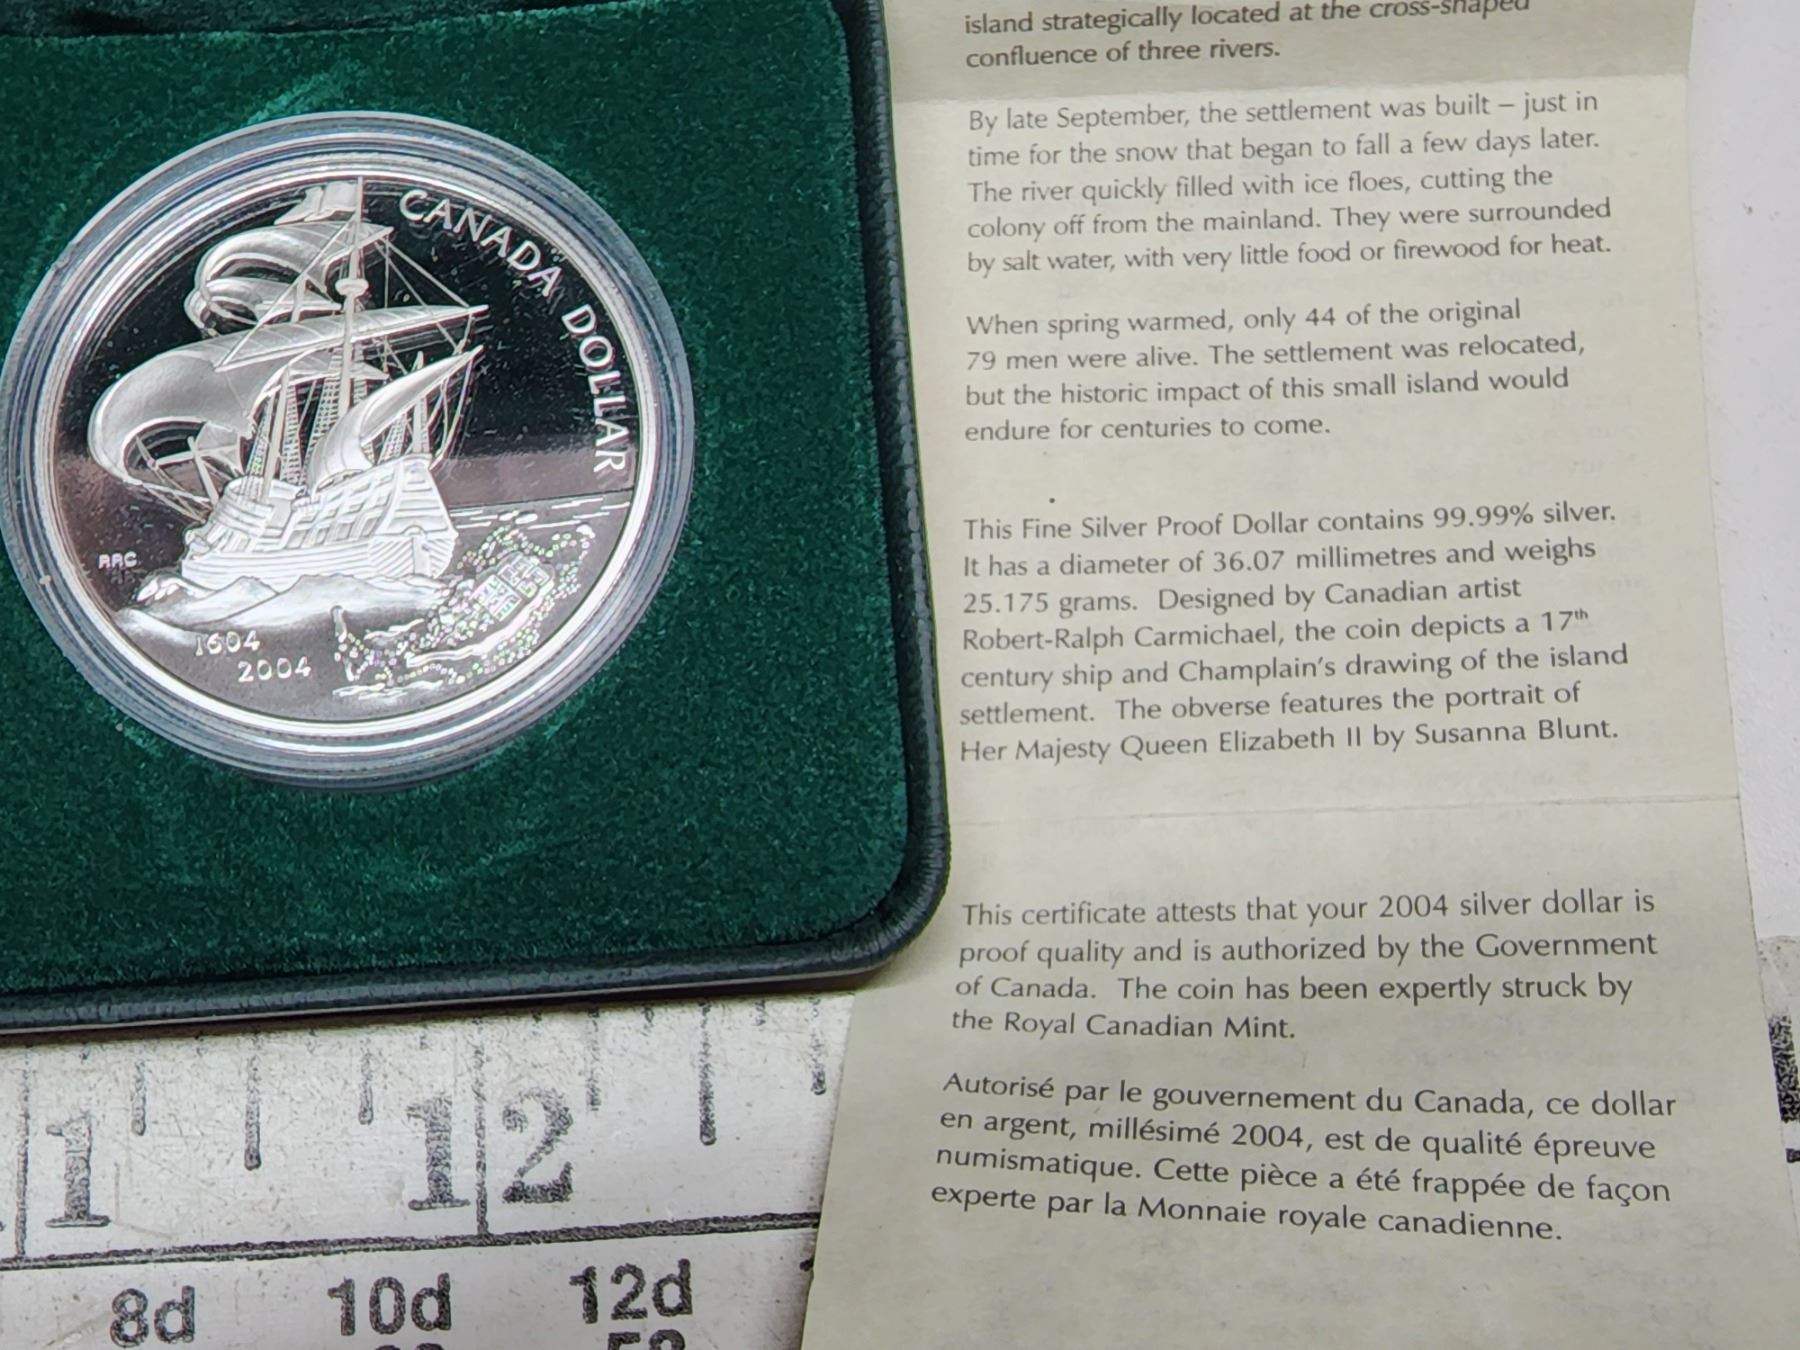 CANADA DOLLAR
RRC
1604
2004
island strategically located at the cross-shaped
confluence of three rivers.
By late September, the settlement was built – just in
time for the snow that began to fall a few days later.
The river quickly filled with ice floes, cutting the
colony off from the mainland. They were surrounded
by salt water, with very little food or firewood for heat.
When spring warmed, only 44 of the original
79 men were alive. The settlement was relocated,
but the historic impact of this small island would
endure for centuries to come.
This Fine Silver Proof Dollar contains 99.99% silver.
It has a diameter of 36.07 millimetres and weighs
25.175 grams. Designed by Canadian artist
Robert-Ralph Carmichael, the coin depicts a 17th
century ship and Champlain's drawing of the island
settlement. The obverse features the portrait of
Her Majesty Queen Elizabeth II by Susanna Blunt.
This certificate attests that your 2004 silver dollar is
proof quality and is authorized by the Government
of Canada. The coin has been expertly struck by
the Royal Canadian Mint.
Autorisé par le gouvernement du Canada, ce dollar
en argent, millésimé 2004, est de qualité épreuve
numismatique. Cette pièce a été frappée de façon
experte par la Monnaie royale canadienne.
1 1 2
8d 10d 12d